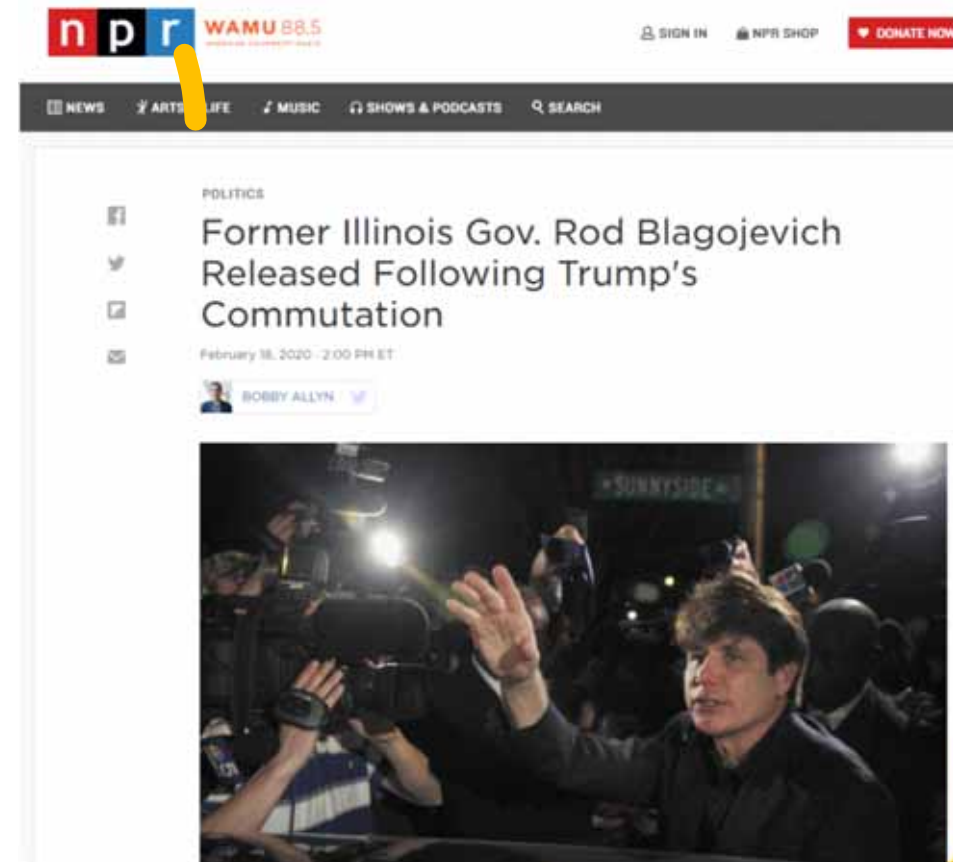 npr WAMU 88.5
SIGN IN NPR SHOP DONATE NOW
NEWS ARTS LIFE MUSIC SHOWS & PODCASTS SEARCH
POLITICS
Former Illinois Gov. Rod Blagojevich
Released Following Trump's
Commutation
February 18, 2020 · 2:00 PM ET
BOBBY ALLYN
SUNNYSIDE